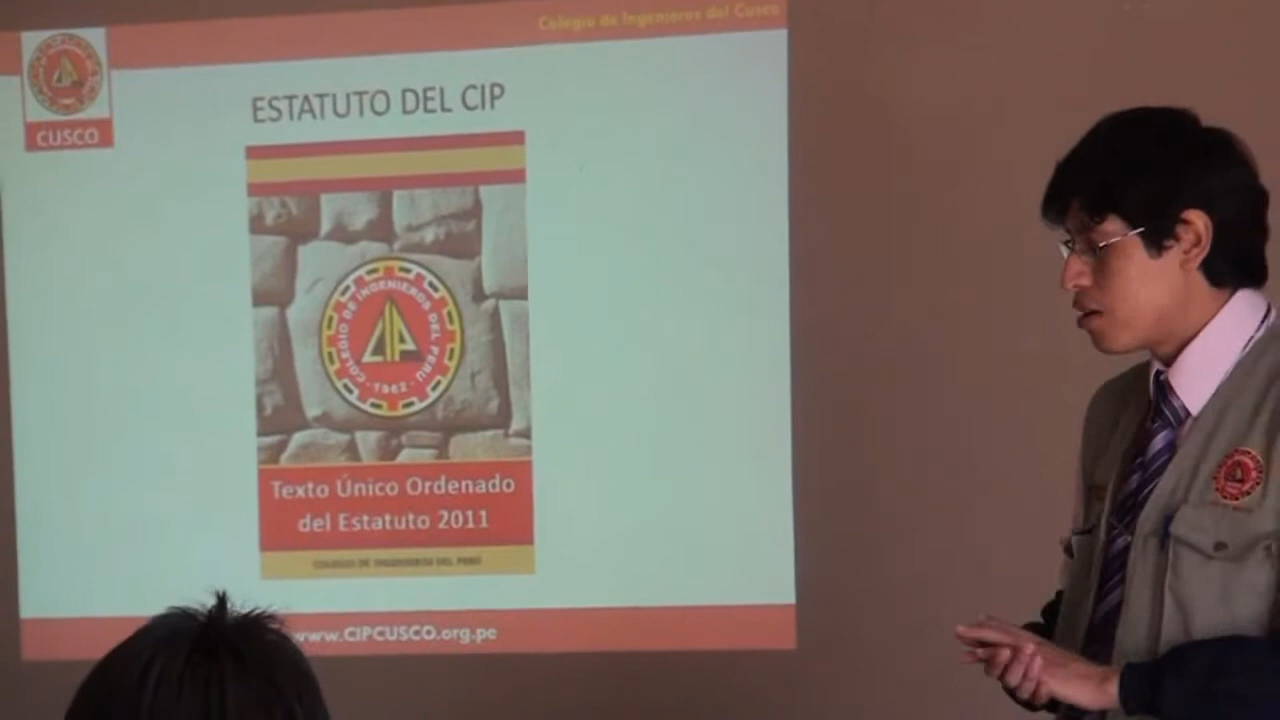 Colegio de Ingenieros del Cusco
CUSCO
ESTATUTO DEL CIP
COLEGIO DE INGENIEROS DEL PERU
CIP
· 1962 ·
Texto Único Ordenado
del Estatuto 2011
COLEGIO DE INGENIEROS DEL PERÚ
www.CIPCUSCO.org.pe